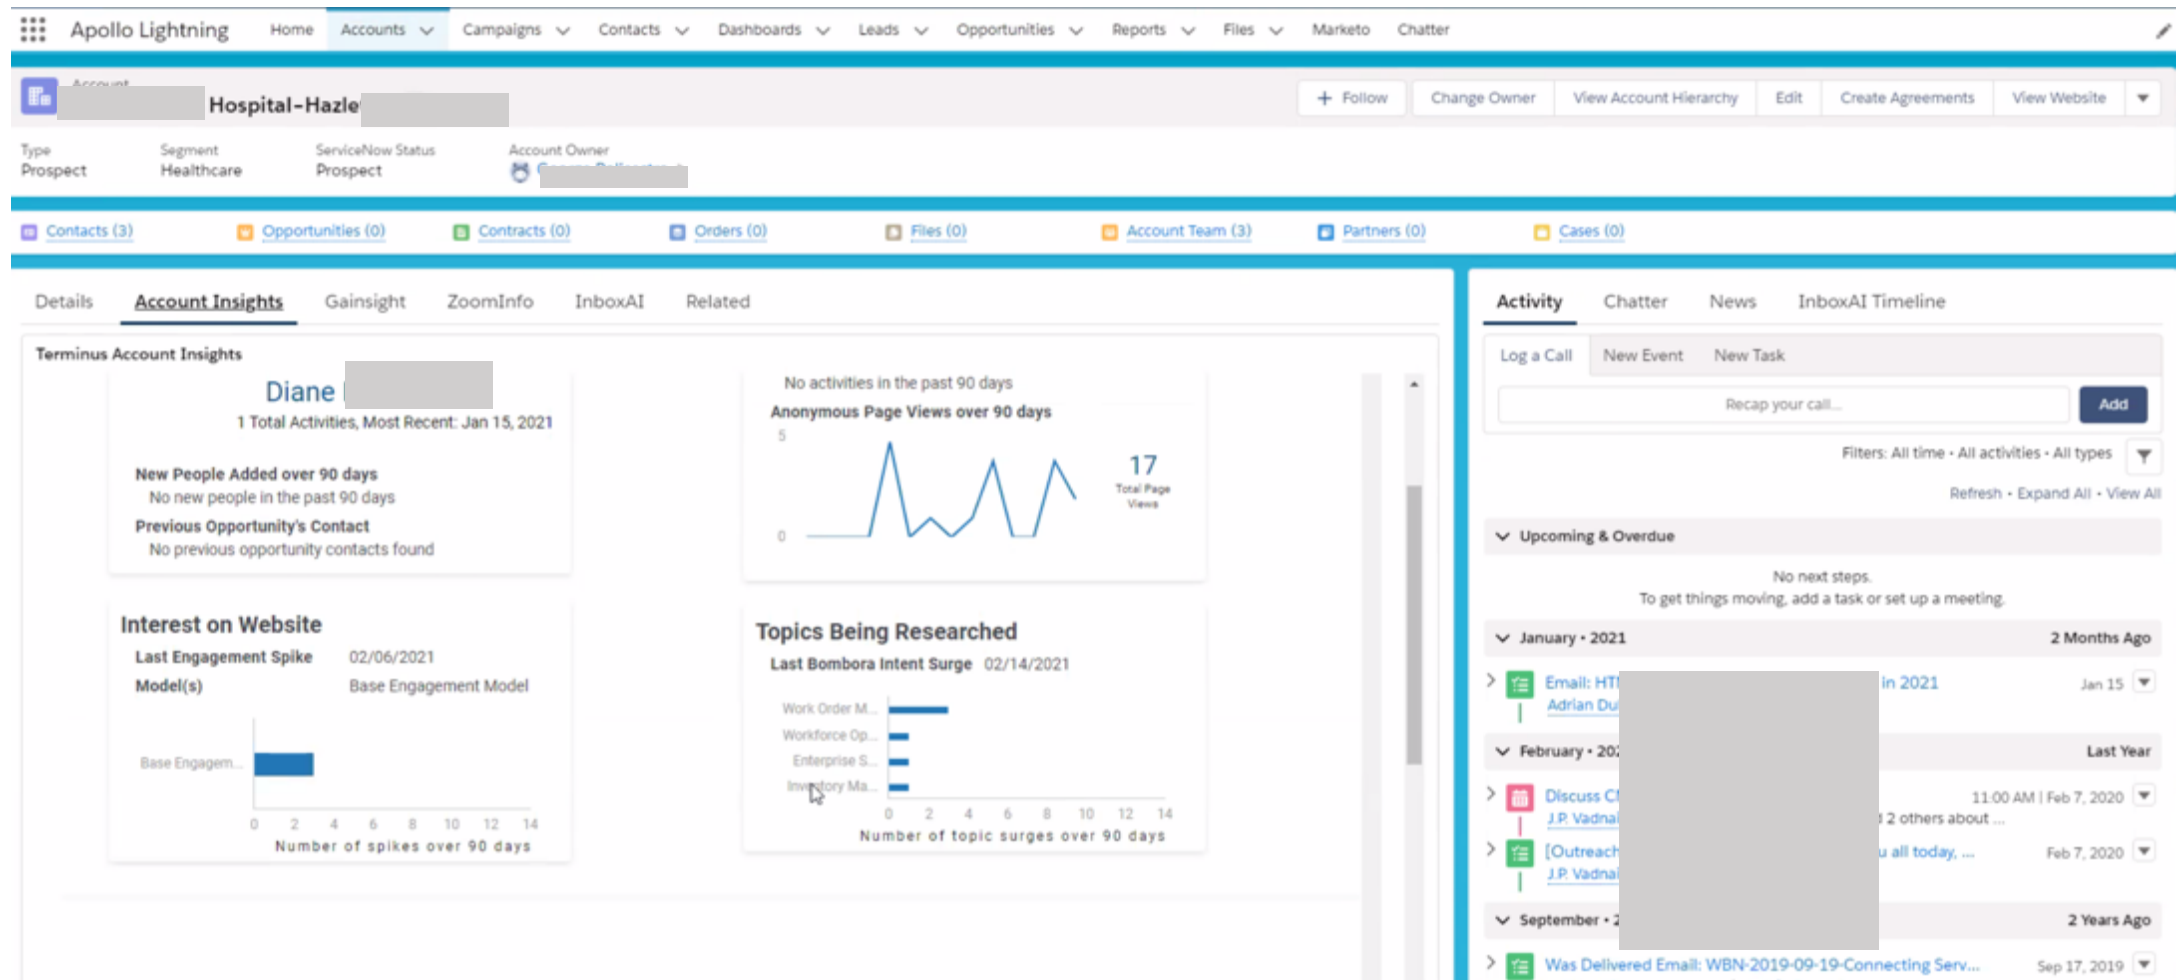 Apollo Lightning Home Accounts Campaigns Contacts Dashboards Leads Opportunities Reports Files Marketo Chatter
Account
Hospital-Hazle
+ Follow Change Owner View Account Hierarchy Edit Create Agreements View Website
Type Segment ServiceNow Status Account Owner
Prospect Healthcare Prospect
Contacts (3) Opportunities (0) Contracts (0) Orders (0) Files (0) Account Team (3) Partners (0) Cases (0)
Details Account Insights Gainsight ZoomInfo InboxAI Related
Terminus Account Insights
Diane
1 Total Activities, Most Recent: Jan 15, 2021
New People Added over 90 days
No new people in the past 90 days
Previous Opportunity's Contact
No previous opportunity contacts found
No activities in the past 90 days
Anonymous Page Views over 90 days
5
0
17
Total Page
Views
Interest on Website
Last Engagement Spike 02/06/2021
Model(s) Base Engagement Model
Base Engagem...
0 2 4 6 8 10 12 14
Number of spikes over 90 days
Topics Being Researched
Last Bombora Intent Surge 02/14/2021
Work Order M...
Workforce Op...
Enterprise S...
Inventory Ma...
0 2 4 6 8 10 12 14
Number of topic surges over 90 days
Activity Chatter News InboxAI Timeline
Log a Call New Event New Task
Recap your call... Add
Filters: All time • All activities • All types
Refresh • Expand All • View All
Upcoming & Overdue
No next steps.
To get things moving, add a task or set up a meeting.
January • 2021 2 Months Ago
Email: HT in 2021 Jan 15
Adrian Du
February • 202 Last Year
Discuss C 11:00 AM | Feb 7, 2020
J.P. Vadnai 2 others about ...
[Outreach u all today, ... Feb 7, 2020
J.P. Vadnai
September • 2 2 Years Ago
Was Delivered Email: WBN-2019-09-19-Connecting Serv... Sep 17, 2019